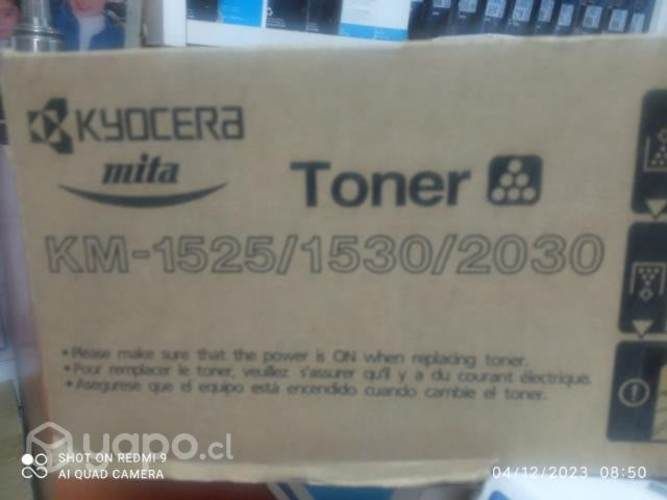 KYOCERA
mita
Toner
KM-1525/1530/2030
•Please make sure that the power is ON when replacing toner.
•Pour remplacer le toner, veuillez s'assurer qu'il y a du courant électrique.
•Asegurese que el equipo está encendido cuando cambie el toner.
yapo.cl
SHOT ON REDMI 9
AI QUAD CAMERA
04/12/2023 08:50